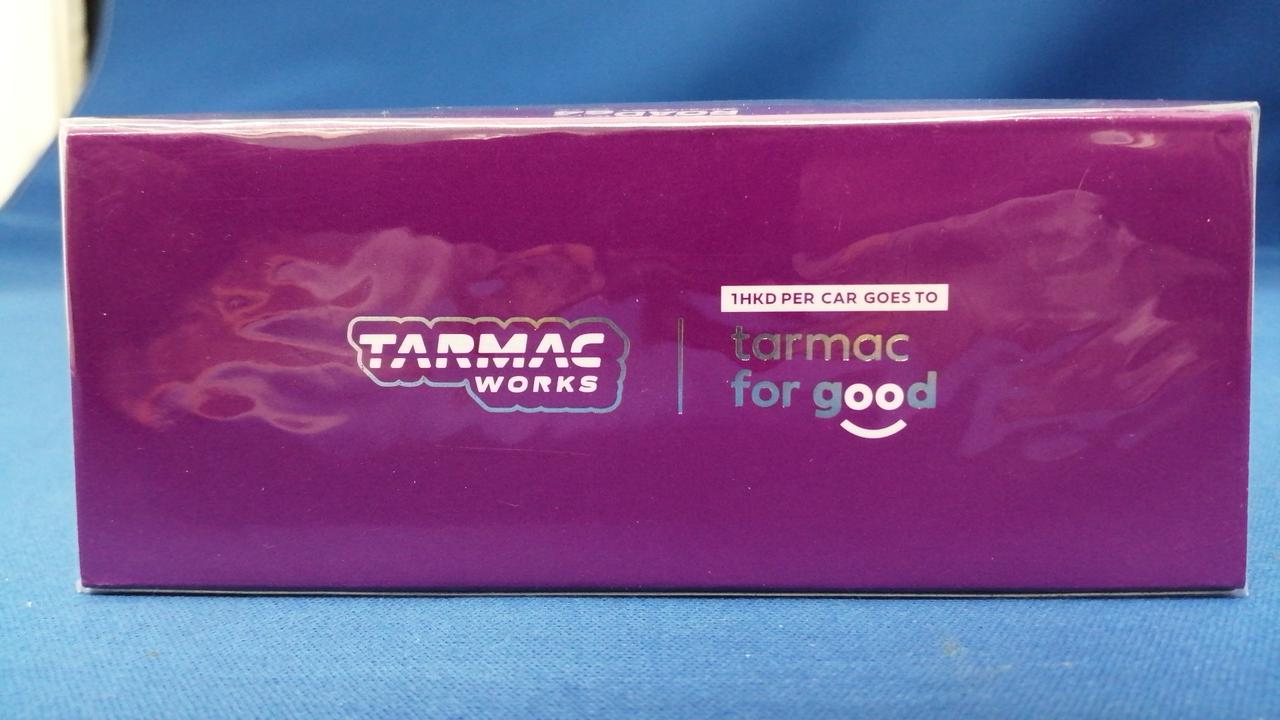 TARMAC
WORKS
1HKD PER CAR GOES TO
tarmac
for good